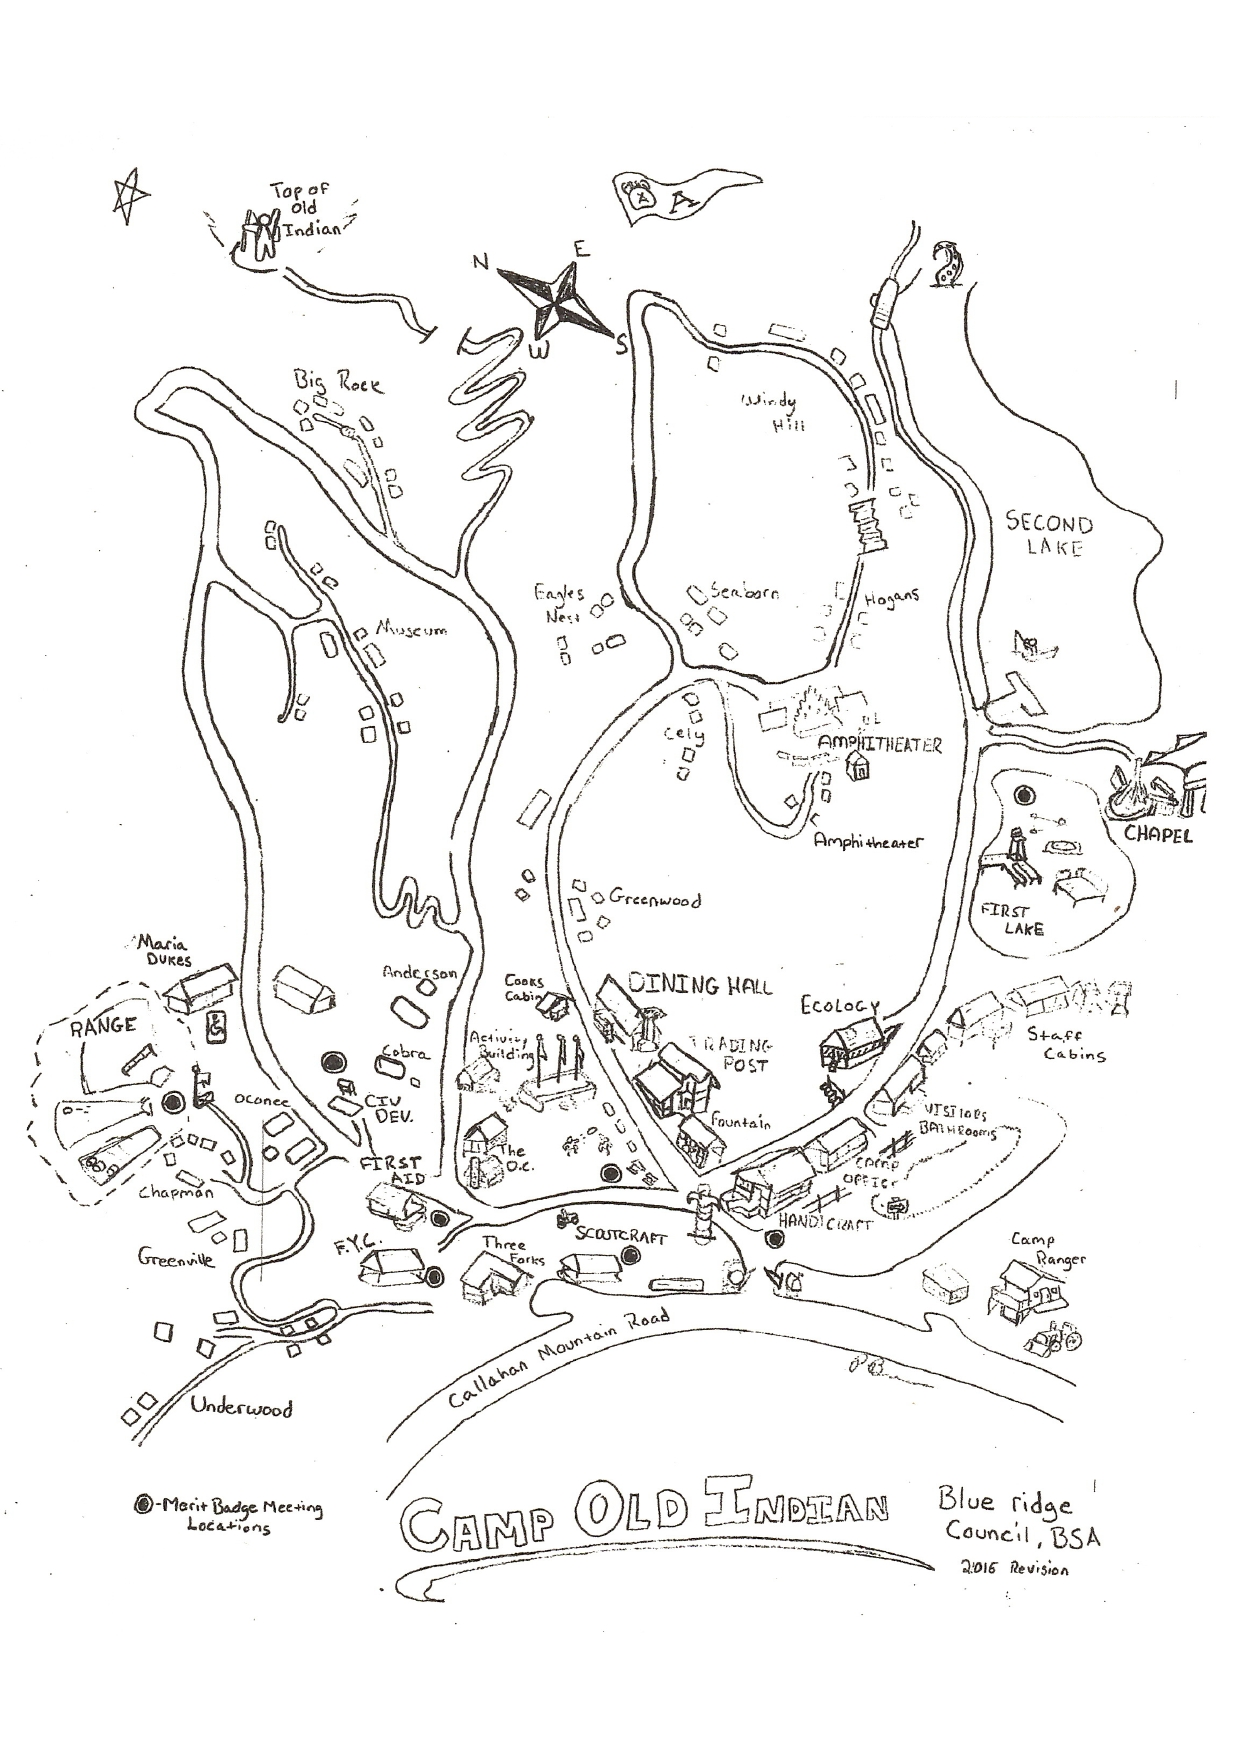 Top of
Old
Indian
A
N
E
W
S
Big Rock
Windy
Hill
SECOND
LAKE
Eagles
Nest
Seaborn
Hogans
Museum
Cely
AMPHITHEATER
Amphitheater
CHAPEL
FIRST
LAKE
Greenwood
Maria
DUKES
Anderson
Cooks
Cabin
DINING HALL
ECOLOGY
RANGE
Activity
Building
TRADING
POST
Staff
Cabins
Cobra
Oconee
CIV
DEV.
Fountain
VISITORS
BATHROOMS
FIRST
AID
The
O.C.
Chapman
CAMP
OFFICE
HANDICRAFT
F.Y.C.
Three
Forks
SCOUTCRAFT
Greenville
Camp
Ranger
Callahan Mountain Road
Underwood
-Merit Badge Meeting
Locations
CAMP OLD INDIAN
Blue ridge
Council, BSA
2016 Revision